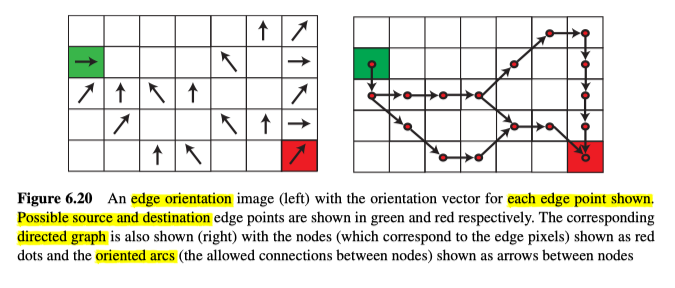 Figure 6.20 An edge orientation image (left) with the orientation vector for each edge point shown.
Possible source and destination edge points are shown in green and red respectively. The corresponding
directed graph is also shown (right) with the nodes (which correspond to the edge pixels) shown as red
dots and the oriented arcs (the allowed connections between nodes) shown as arrows between nodes